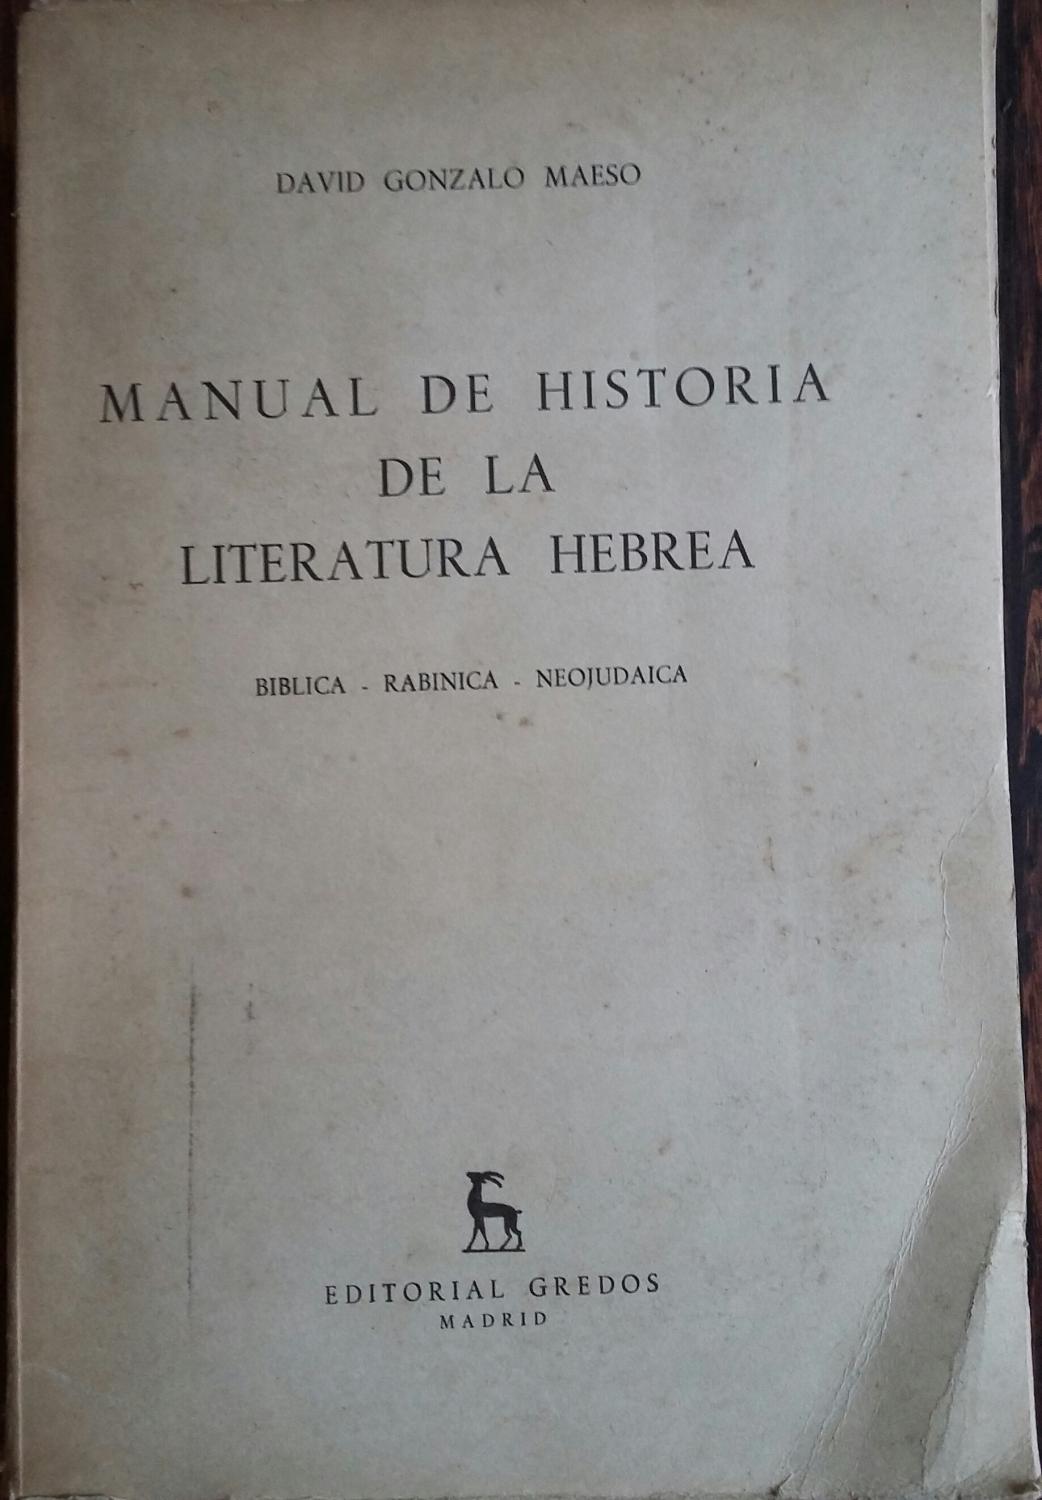 DAVID GONZALO MAESO
MANUAL DE HISTORIA
DE LA
LITERATURA HEBREA
BIBLICA - RABINICA - NEOJUDAICA
EDITORIAL GREDOS
MADRID